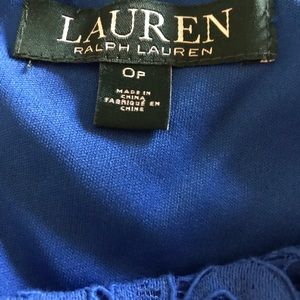 LAUREN
RALPH LAUREN
0P
MADE IN
CHINA
FABRIQUÉ EN
CHINE